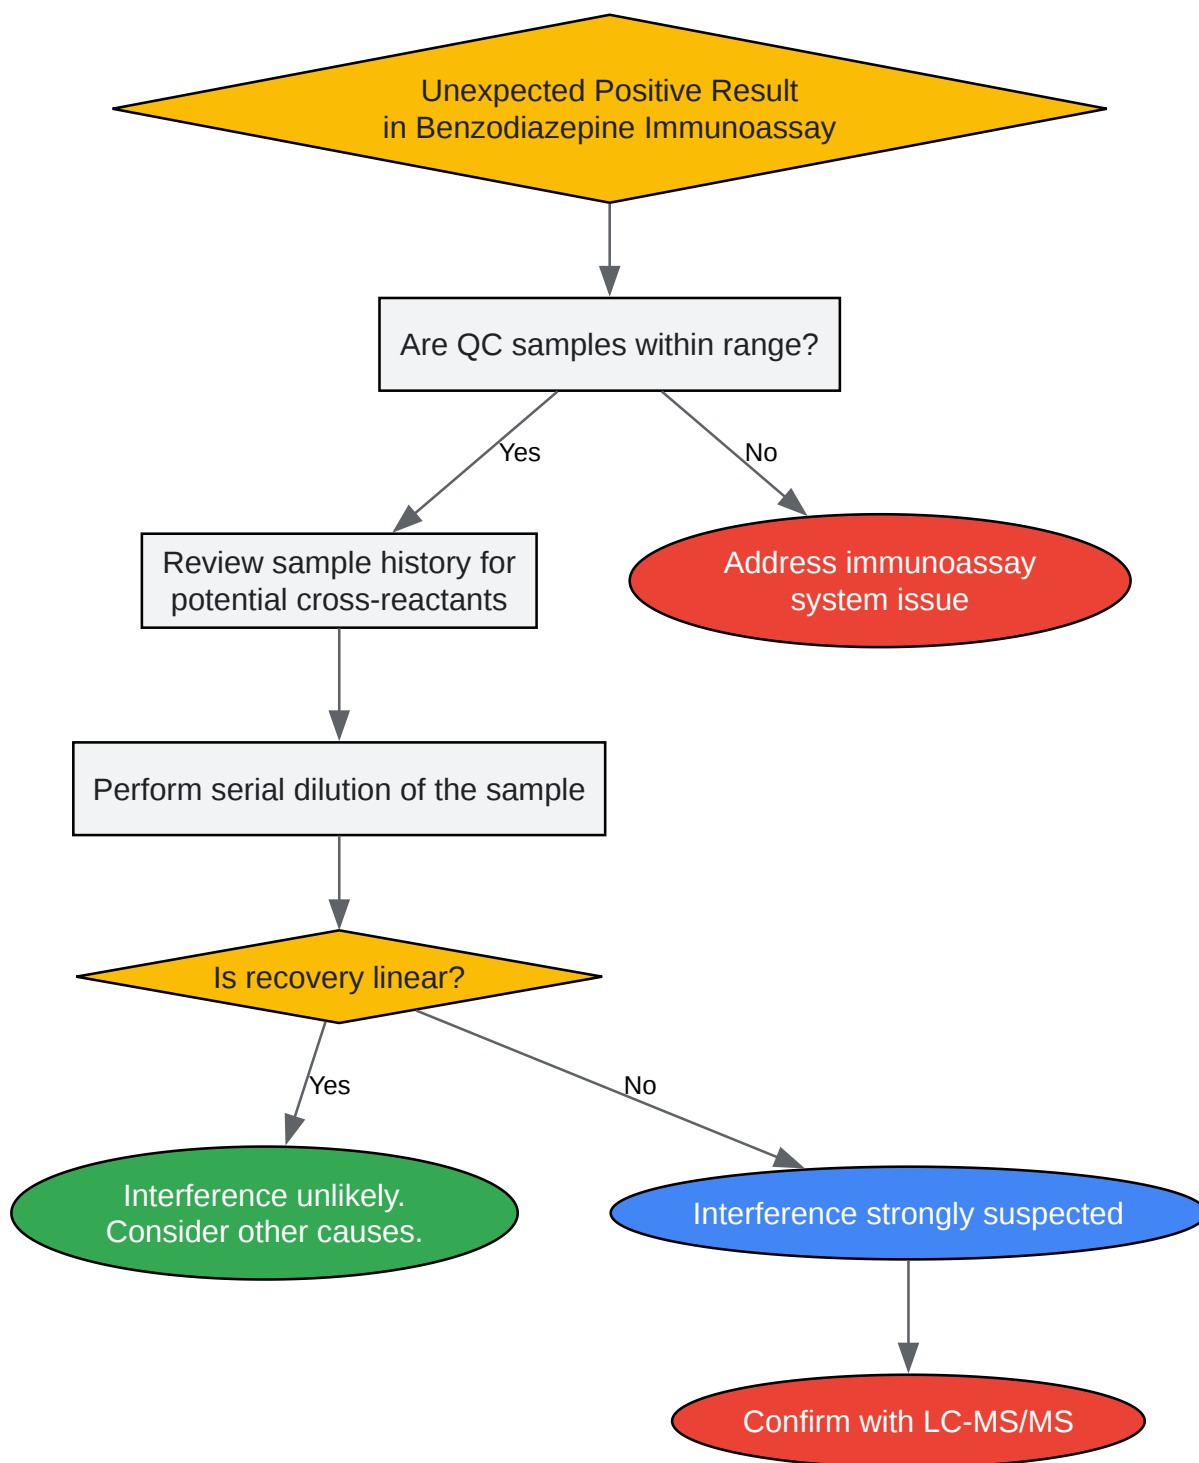 Unexpected Positive Result
in Benzodiazepine Immunoassay
Are QC samples within range?
Yes
No
Review sample history for
potential cross-reactants
Address immunoassay
system issue
Perform serial dilution of the sample
Is recovery linear?
Yes
No
Interference unlikely.
Consider other causes.
Interference strongly suspected
Confirm with LC-MS/MS